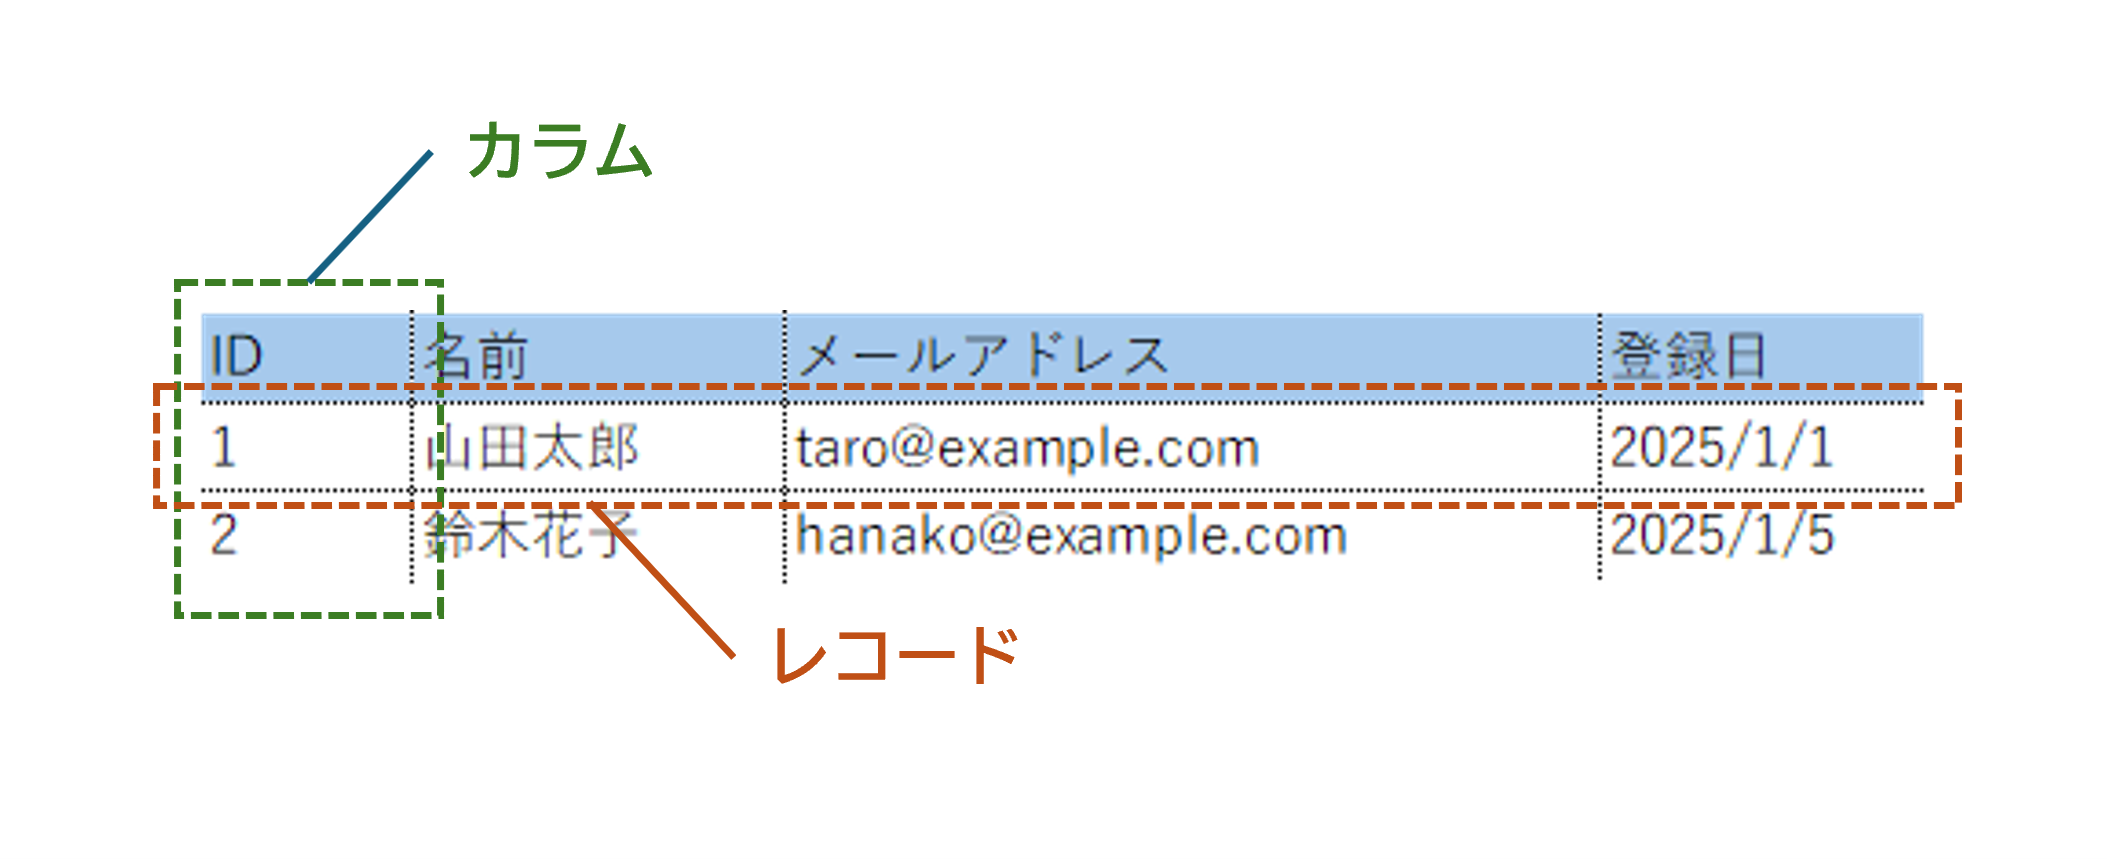 カラム
ID 名前 メールアドレス 登録日
1 山田太郎 taro@example.com 2025/1/1
2 鈴木花子 hanako@example.com 2025/1/5
レコード